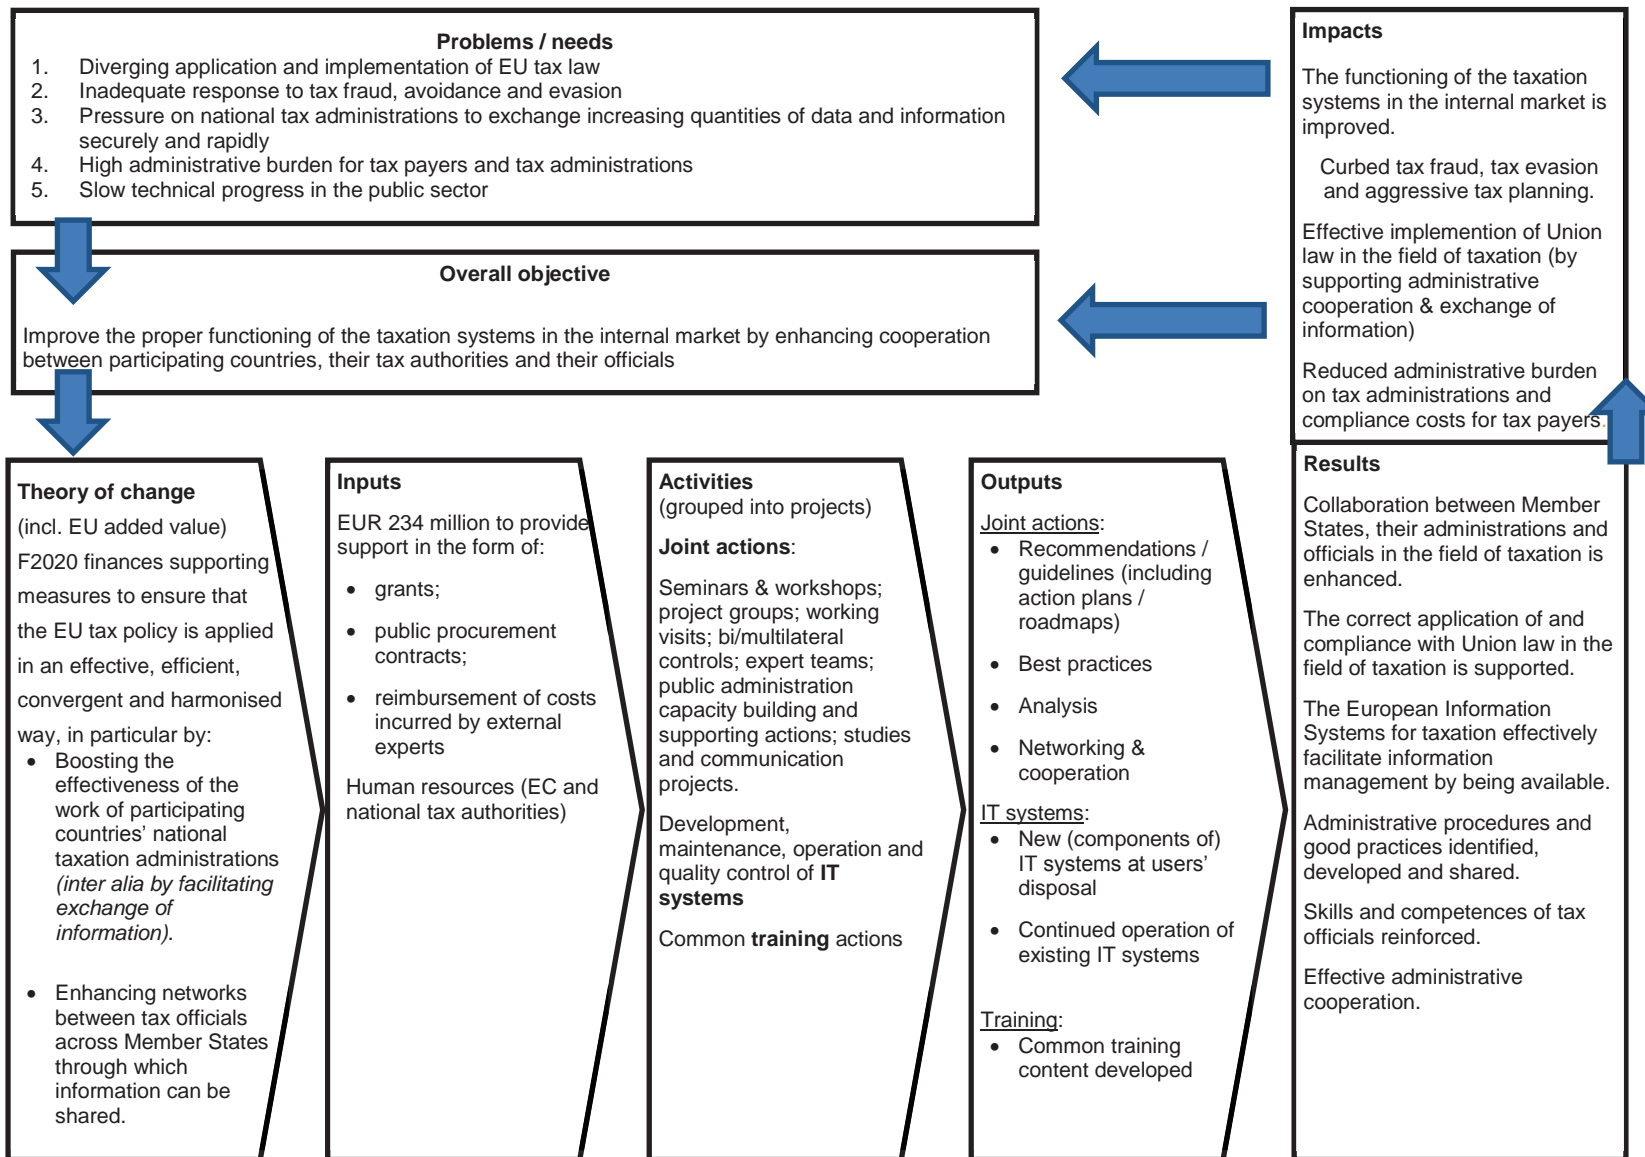 Problems / needs
1. Diverging application and implementation of EU tax law
2. Inadequate response to tax fraud, avoidance and evasion
3. Pressure on national tax administrations to exchange increasing quantities of data and information
securely and rapidly
4. High administrative burden for tax payers and tax administrations
5. Slow technical progress in the public sector
Overall objective
Improve the proper functioning of the taxation systems in the internal market by enhancing cooperation
between participating countries, their tax authorities and their officials
Theory of change
(incl. EU added value)
F2020 finances supporting
measures to ensure that
the EU tax policy is applied
in an effective, efficient,
convergent and harmonised
way, in particular by:
• Boosting the
effectiveness of the
work of participating
countries' national
taxation administrations
(inter alia by facilitating
exchange of
information).
• Enhancing networks
between tax officials
across Member States
through which
information can be
shared.
Inputs
EUR 234 million to provide
support in the form of:
• grants;
• public procurement
contracts;
• reimbursement of costs
incurred by external
experts
Human resources (EC and
national tax authorities)
Activities
(grouped into projects)
Joint actions:
Seminars & workshops;
project groups; working
visits; bi/multilateral
controls; expert teams;
public administration
capacity building and
supporting actions; studies
and communication
projects.
Development,
maintenance, operation and
quality control of IT
systems
Common training actions
Outputs
Joint actions:
• Recommendations /
guidelines (including
action plans /
roadmaps)
• Best practices
• Analysis
• Networking &
cooperation
IT systems:
• New (components of)
IT systems at users'
disposal
• Continued operation of
existing IT systems
Training:
• Common training
content developed
Results
Collaboration between Member
States, their administrations and
officials in the field of taxation is
enhanced.
The correct application of and
compliance with Union law in the
field of taxation is supported.
The European Information
Systems for taxation effectively
facilitate information
management by being available.
Administrative procedures and
good practices identified,
developed and shared.
Skills and competences of tax
officials reinforced.
Effective administrative
cooperation.
Impacts
The functioning of the taxation
systems in the internal market is
improved.
Curbed tax fraud, tax evasion
and aggressive tax planning.
Effective implemention of Union
law in the field of taxation (by
supporting administrative
cooperation & exchange of
information)
Reduced administrative burden
on tax administrations and
compliance costs for tax payers.